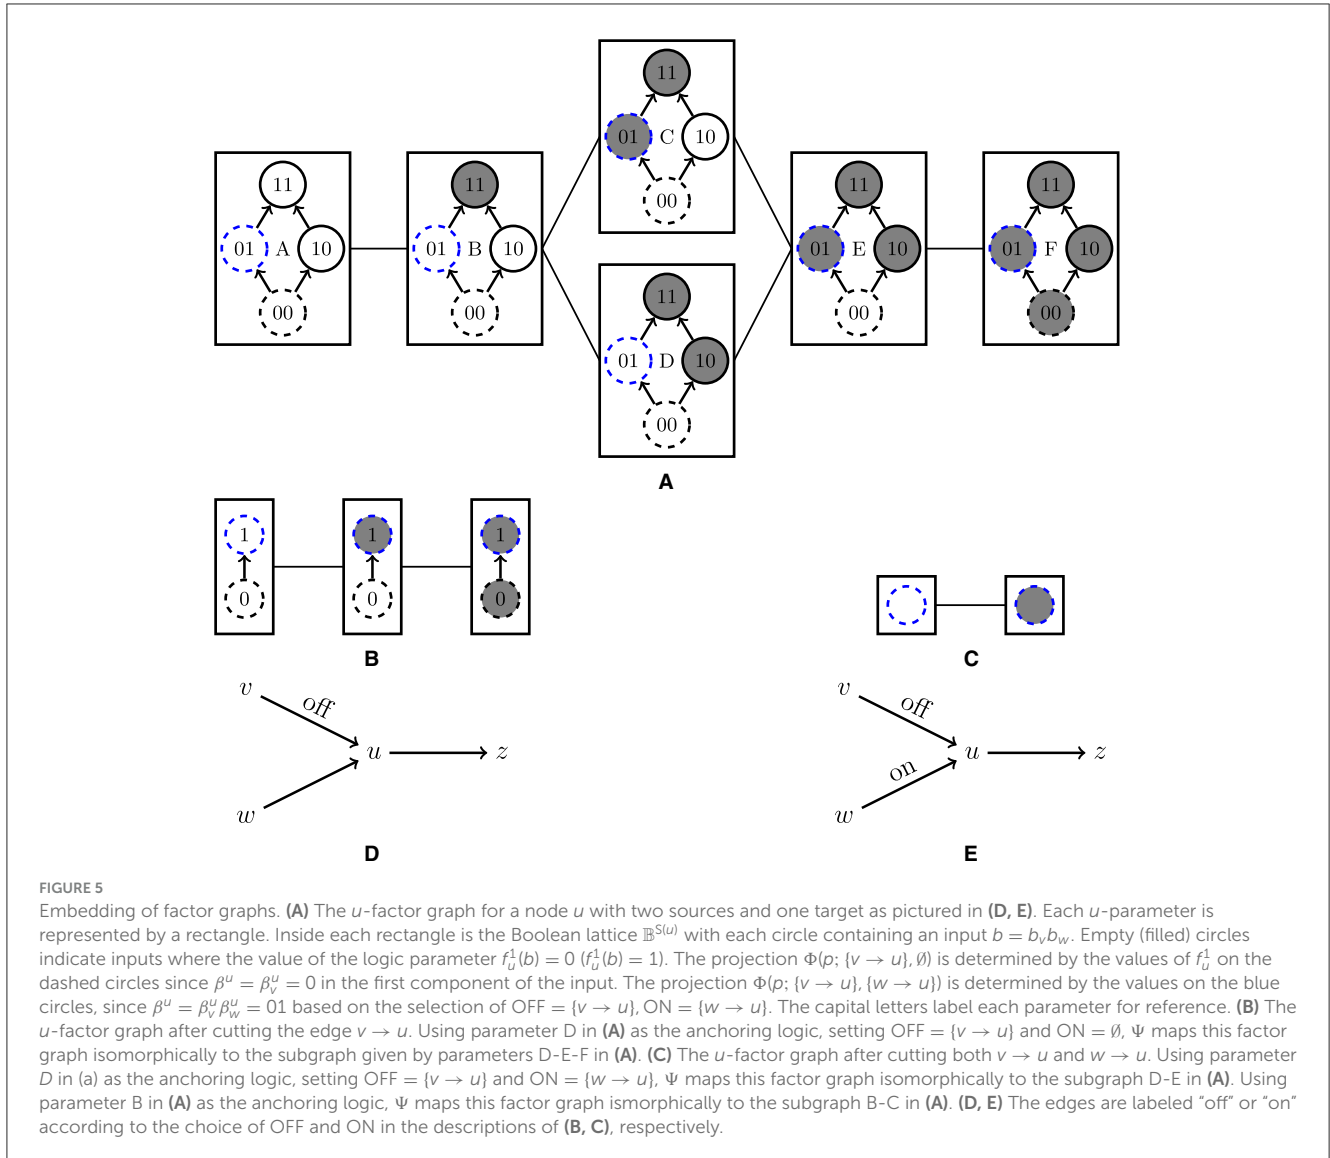 11
01 C 10
00
11
01 A 10
00
11
01 B 10
00
11
01 E 10
00
11
01 F 10
00
11
01 D 10
00
A
1
0
1
0
1
0
B
C
v
off
u
z
w
D
v
off
u
z
on
w
E
FIGURE 5
Embedding of factor graphs. (A) The u-factor graph for a node u with two sources and one target as pictured in (D, E). Each u-parameter is
represented by a rectangle. Inside each rectangle is the Boolean lattice 𝔹^{S(u)} with each circle containing an input b = b_v b_w. Empty (filled) circles
indicate inputs where the value of the logic parameter f_u^1(b) = 0 (f_u^1(b) = 1). The projection Φ(p; {v → u}, ∅) is determined by the values of f_u^1 on the
dashed circles since β^u = β_v^u = 0 in the first component of the input. The projection Φ(p; {v → u}, {w → u}) is determined by the values on the blue
circles, since β^u = β_v^u β_w^u = 01 based on the selection of OFF = {v → u}, ON = {w → u}. The capital letters label each parameter for reference. (B) The
u-factor graph after cutting the edge v → u. Using parameter D in (A) as the anchoring logic, setting OFF = {v → u} and ON = ∅, Ψ maps this factor
graph isomorphically to the subgraph given by parameters D-E-F in (A). (C) The u-factor graph after cutting both v → u and w → u. Using parameter
D in (a) as the anchoring logic, setting OFF = {v → u} and ON = {w → u}, Ψ maps this factor graph isomorphically to the subgraph D-E in (A). Using
parameter B in (A) as the anchoring logic, Ψ maps this factor graph ismorphically to the subgraph B-C in (A). (D, E) The edges are labeled “off” or “on”
according to the choice of OFF and ON in the descriptions of (B, C), respectively.